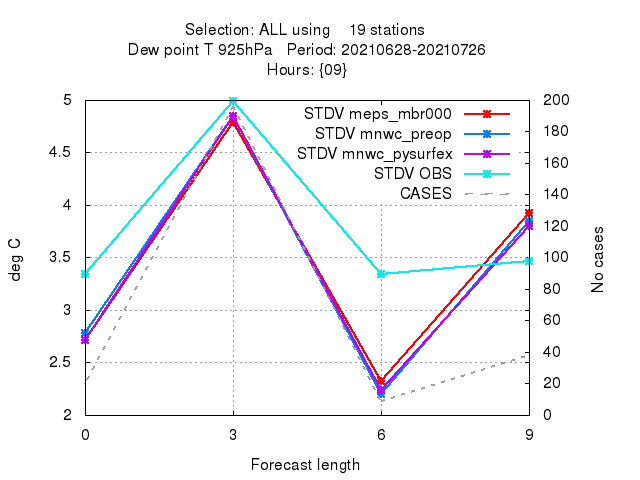 Selection: ALL using    19 stations
Dew point T 925hPa   Period: 20210628-20210726
Hours: {09}
STDV meps_mbr000
STDV mnwc_preop
STDV mnwc_pysurfex
STDV OBS
CASES
5
4.5
4
3.5
3
2.5
2
deg C
200
180
160
140
120
100
80
60
40
20
0
No cases
0 3 6 9
Forecast length